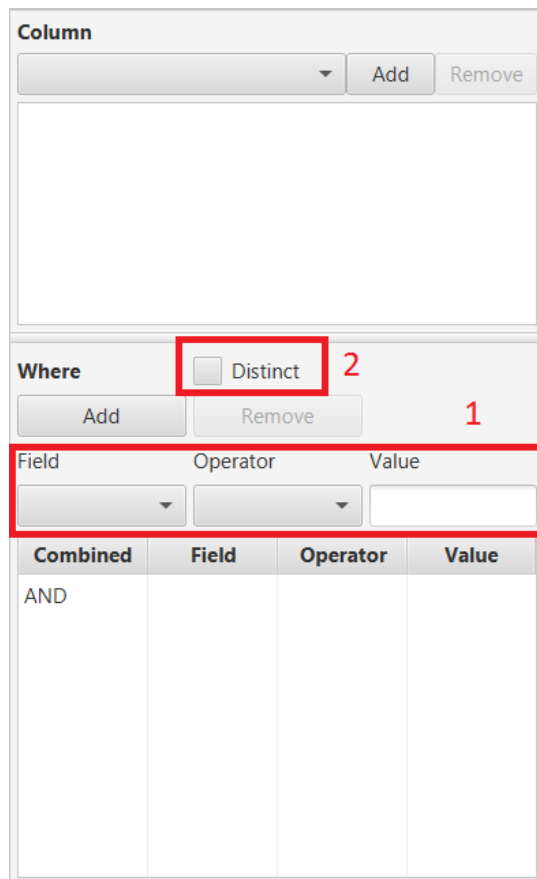 Column
Add Remove
Where Distinct 2
Add Remove 1
Field Operator Value
Combined Field Operator Value
AND